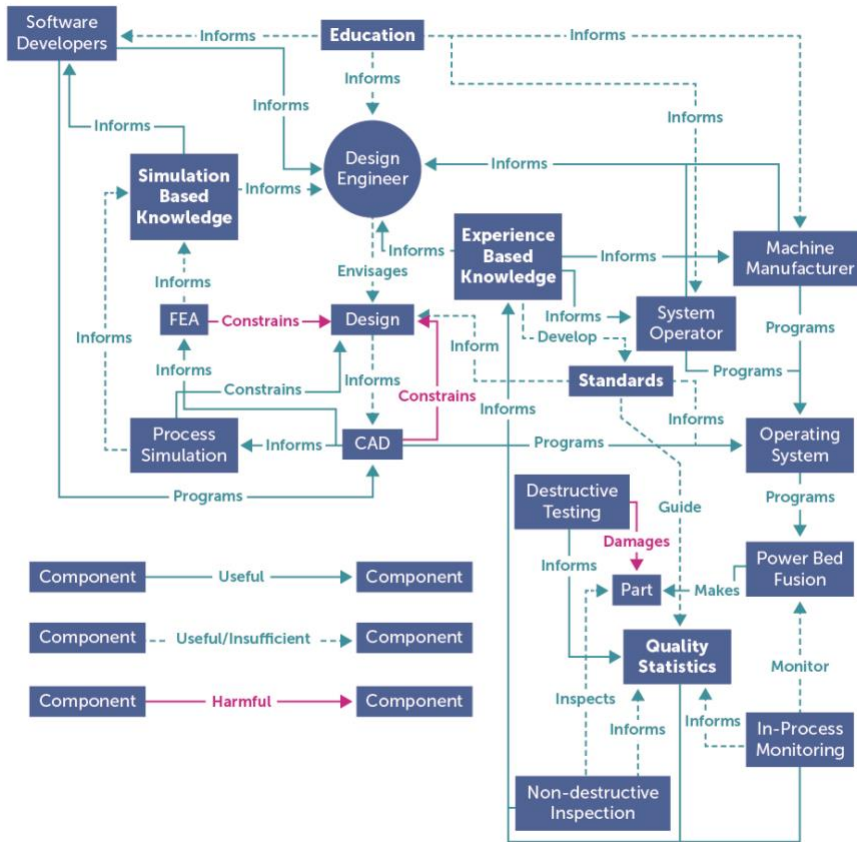 Software
Developers
Informs
Education
Informs
Informs
Informs
Informs
Design
Engineer
Informs
Informs
Simulation
Based
Knowledge
Informs
Experience
Based
Knowledge
Informs
Informs
Machine
Manufacturer
Envisages
Informs
FEA
Constrains
Design
Informs
System
Operator
Programs
Informs
Inform
Develop
Constrains
Informs
Informs
Constrains
Standards
Programs
Process
Simulation
Informs
CAD
Informs
Programs
Informs
Operating
System
Programs
Programs
Destructive
Testing
Guide
Damages
Informs
Part
Makes
Power Bed
Fusion
Component
Useful
Component
Component
Useful/Insufficient
Component
Quality
Statistics
Monitor
Component
Harmful
Component
Inspects
Informs
Informs
In-Process
Monitoring
Non-destructive
Inspection